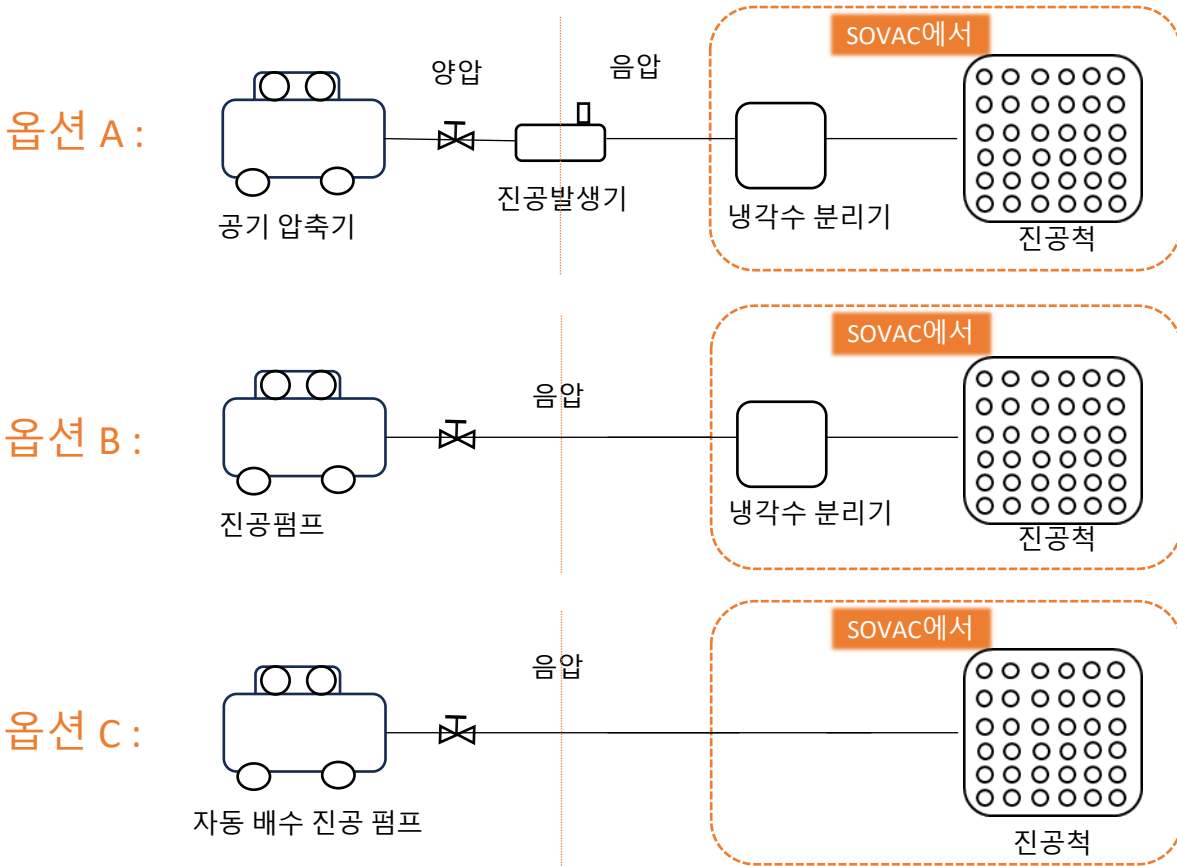 SOVAC에서
양압
음압
옵션 A :
진공발생기
공기 압축기
냉각수 분리기
진공척
SOVAC에서
음압
옵션 B :
진공펌프
냉각수 분리기
진공척
SOVAC에서
음압
옵션 C :
자동 배수 진공 펌프
진공척